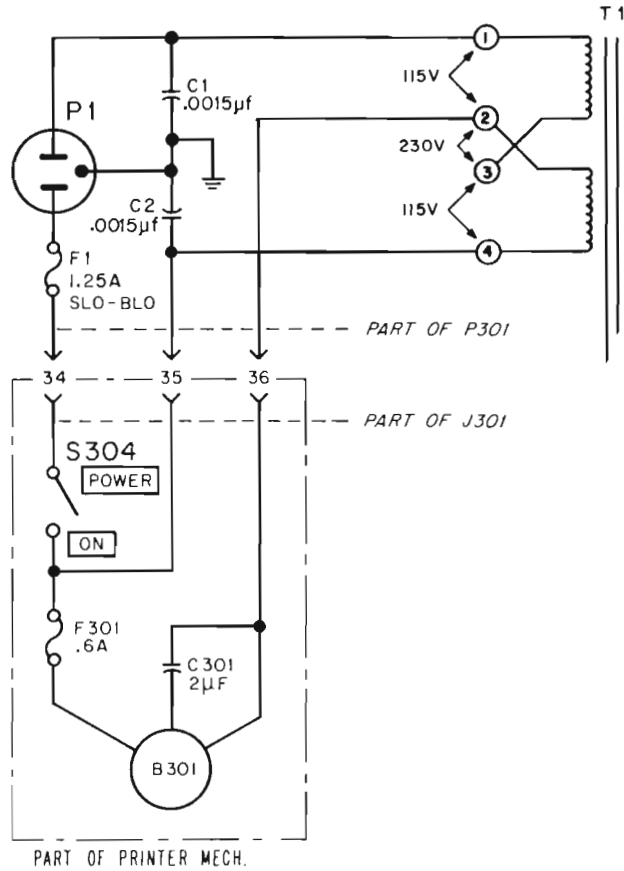 T1
1
C1
.0015µf
115V
P1
2
230V
3
C2
.0015µf
115V
4
F1
1.25A
SLO-BLO
PART OF P301
34 35 36
PART OF J301
S304
POWER
ON
F301
.6A
C301
2µF
B301
PART OF PRINTER MECH.